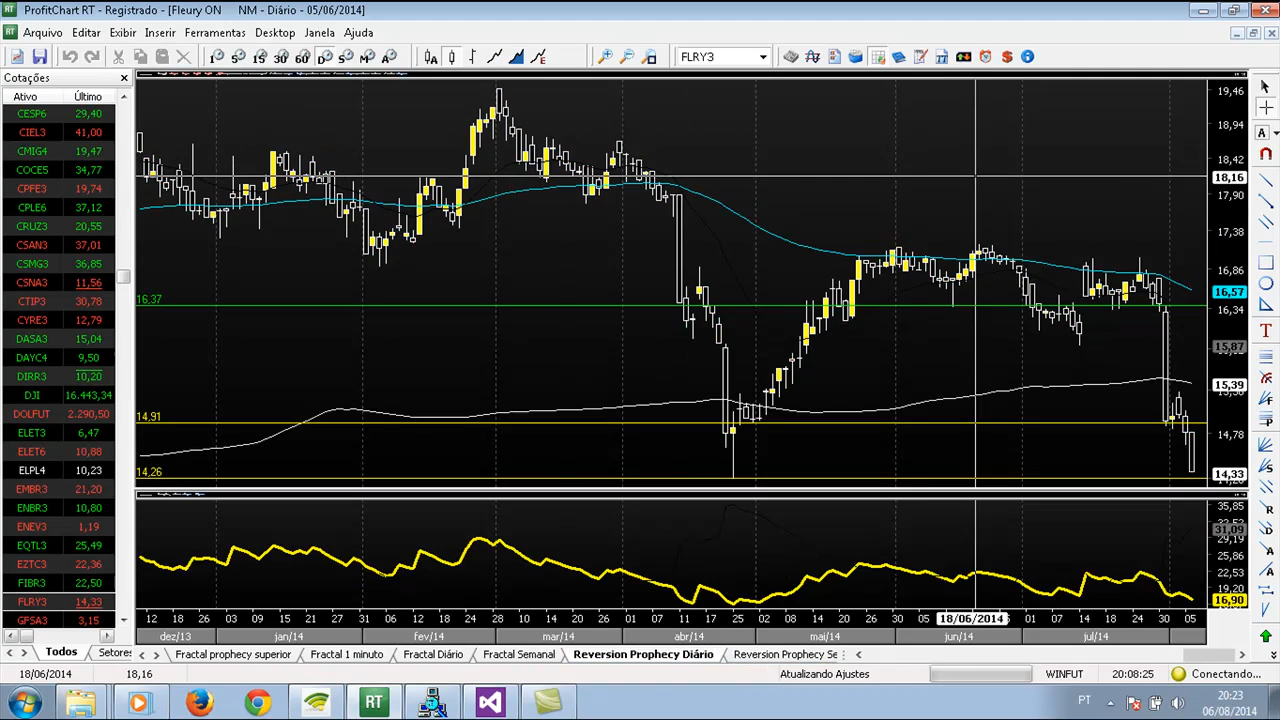 ProfitChart RT - Registrado - [Fleury ON NM - Diário - 05/06/2014]
Arquivo Editar Exibir Inserir Ferramentas Desktop Janela Ajuda
1 5 15 30 60 D S M A
FLRY3
Cotações
Ativo Último
CESP6 29,40
CIEL3 41,00
CMIG4 19,47
COCE5 34,77
CPFE3 19,74
CPLE6 37,12
CRUZ3 20,55
CSAN3 37,01
CSMG3 36,85
CSNA3 11,56
CTIP3 30,78
CYRE3 12,79
DASA3 15,04
DAYC4 9,50
DIRR3 10,20
DJI 16.443,34
DOLFUT 2.290,50
ELET3 6,47
ELET6 10,88
ELPL4 10,23
EMBR3 21,20
ENBR3 10,80
ENEV3 1,19
EQTL3 25,49
EZTC3 22,36
FIBR3 22,50
FLRY3 14,33
GFSA3 3,15
Todos Setores
19,46
18,94
18,42
18,16
17,90
17,38
16,86
16,57
16,34
15,87
15,39
14,78
14,33
16,37
14,91
14,26
35,85
31,09
29,19
25,86
22,53
19,20
16,90
12 18 26 03 09 15 21 27 31 06 12 18 24 28 10 14 20 26 01 07 11 17 25 02 08 14 20 26 30 05 11 18/06/2014 01 07 14 18 24 30 05
dez/13 jan/14 fev/14 mar/14 abr/14 mai/14 jun/14 jul/14
Fractal prophecy superior Fractal 1 minuto Fractal Diário Fractal Semanal Reversion Prophecy Diário Reversion Prophecy Se
18/06/2014 18,16 Atualizando Ajustes WINFUT 20:08:25 Conectando...
RT PT 20:23
06/08/2014